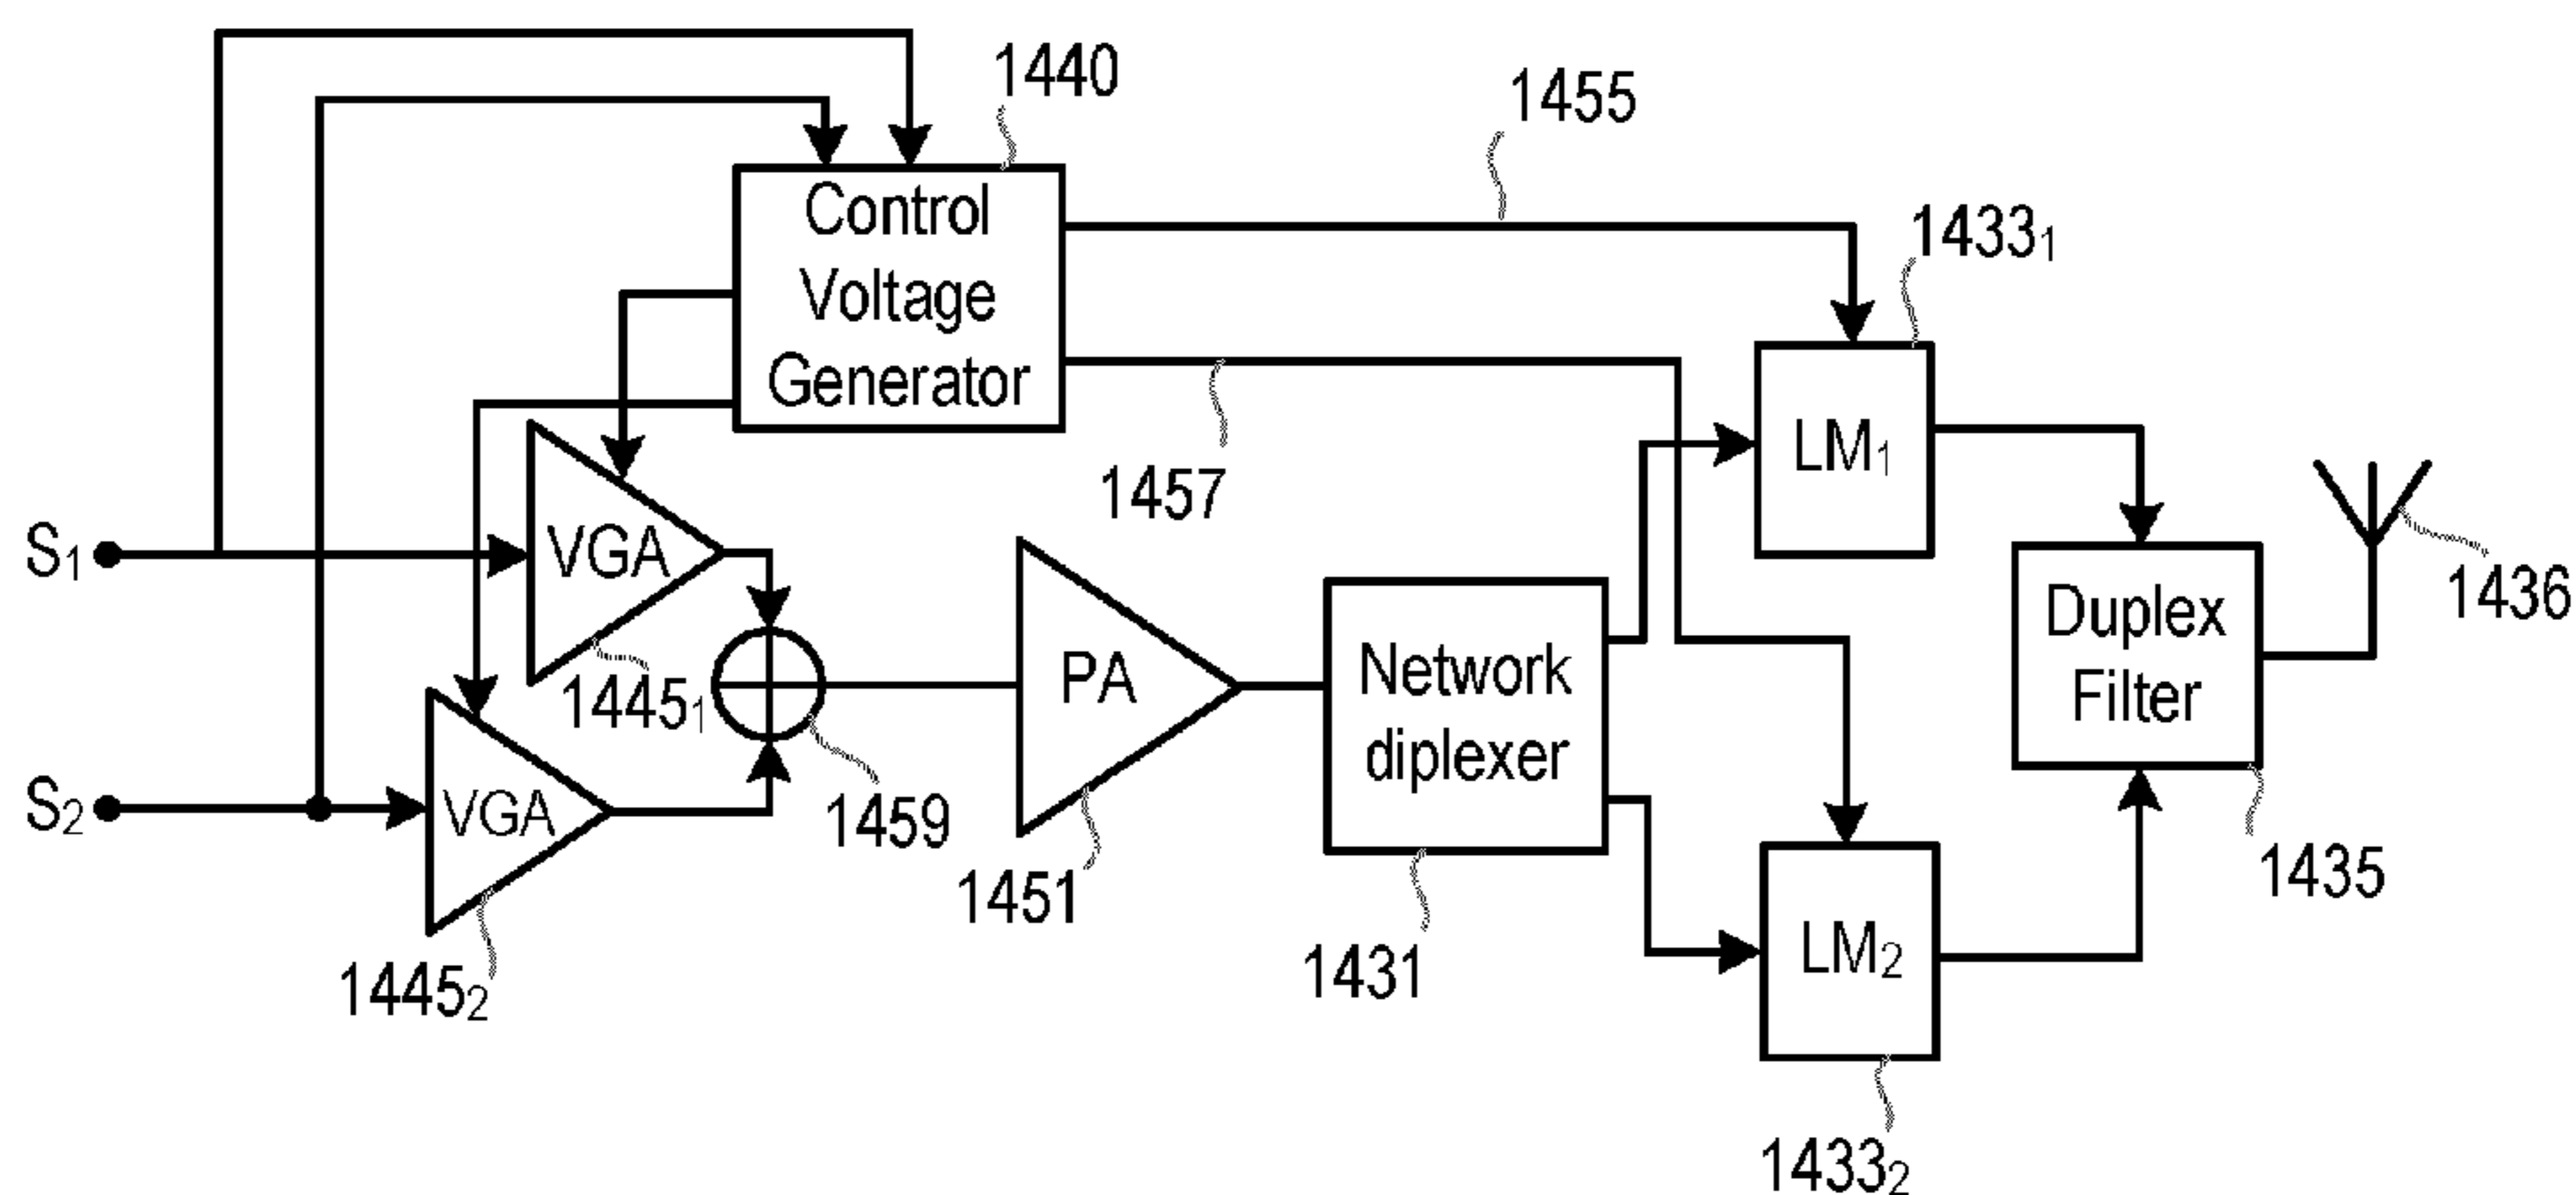 1440
1455
Control
Voltage
Generator
1433₁
1457
LM₁
S₁
VGA
1436
Duplex
Filter
1445₁
PA
Network
diplexer
S₂
VGA
1459
1451
1435
1431
LM₂
1445₂
1433₂